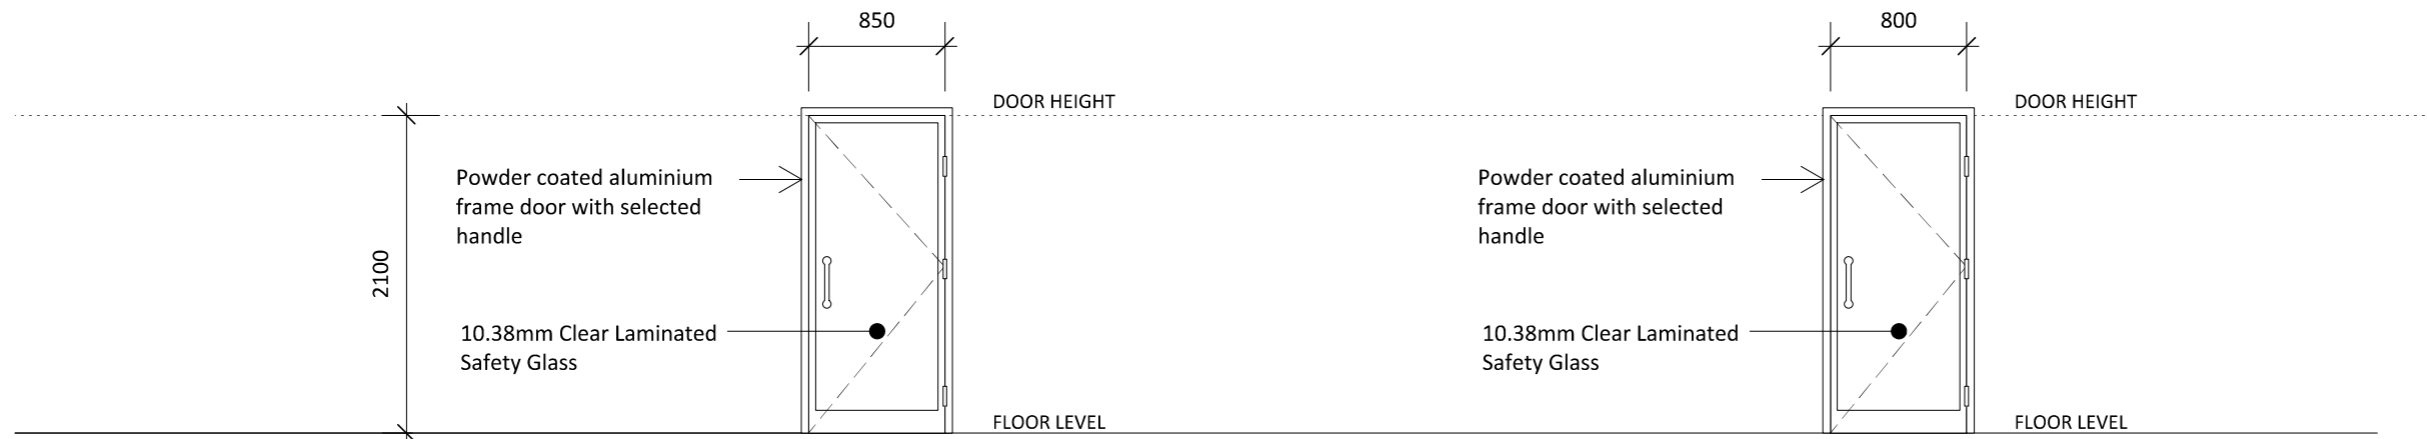 850
800
DOOR HEIGHT
DOOR HEIGHT
Powder coated aluminium
frame door with selected
handle
Powder coated aluminium
frame door with selected
handle
2100
10.38mm Clear Laminated
Safety Glass
10.38mm Clear Laminated
Safety Glass
FLOOR LEVEL
FLOOR LEVEL